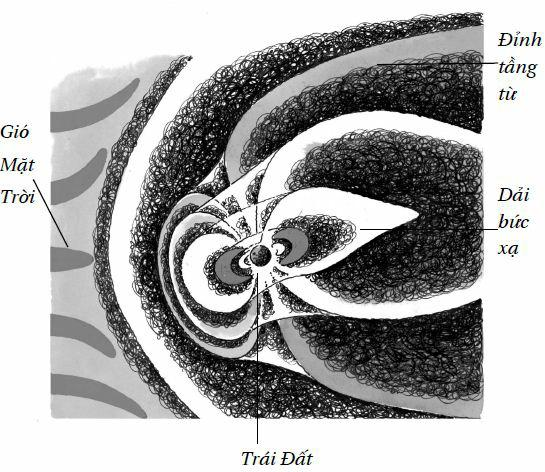 Đỉnh
tầng
từ
Gió
Mặt
Trời
Dải
bức
xạ
Trái Đất